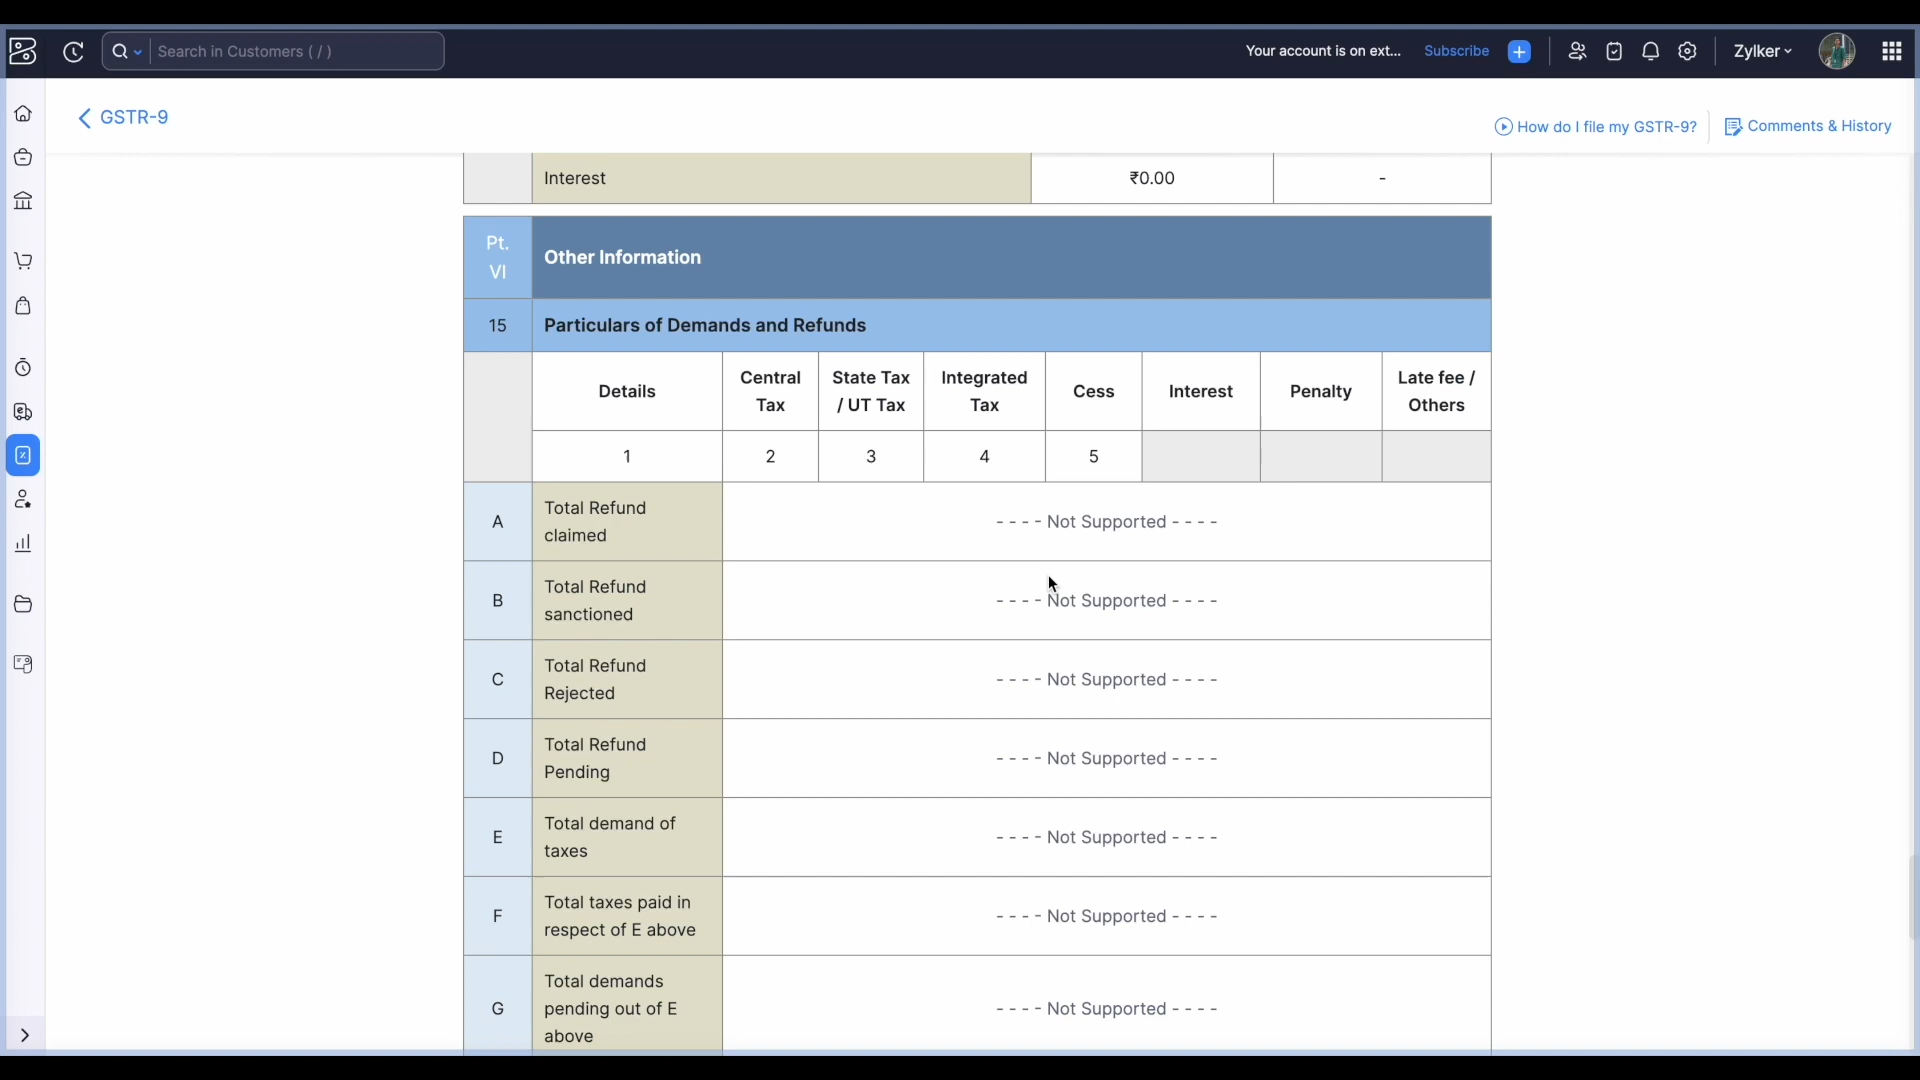 Search in Customers ( / )
Your account is on ext...
Subscribe
Zylker
GSTR-9
How do I file my GSTR-9?
Comments & History
Interest
₹0.00
-
Pt.
VI
Other Information
15
Particulars of Demands and Refunds
Details
Central
Tax
State Tax
/ UT Tax
Integrated
Tax
Cess
Interest
Penalty
Late fee /
Others
1
2
3
4
5
A
Total Refund
claimed
- - - - Not Supported - - - -
B
Total Refund
sanctioned
- - - - Not Supported - - - -
C
Total Refund
Rejected
- - - - Not Supported - - - -
D
Total Refund
Pending
- - - - Not Supported - - - -
E
Total demand of
taxes
- - - - Not Supported - - - -
F
Total taxes paid in
respect of E above
- - - - Not Supported - - - -
G
Total demands
pending out of E
above
- - - - Not Supported - - - -